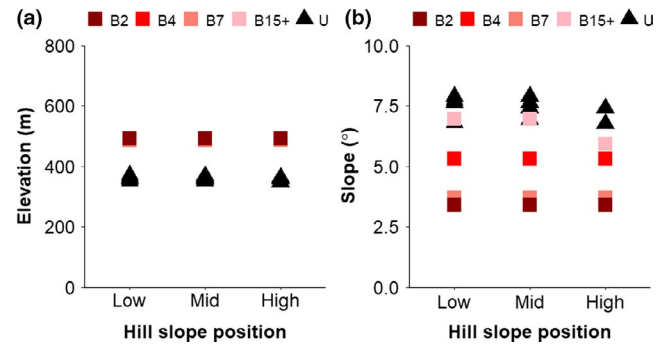 (a)
B2 B4 B7 B15+ U
800
600
400
200
0
Elevation (m)
Low Mid High
Hill slope position
(b)
B2 B4 B7 B15+ U
10.0
7.5
5.0
2.5
0.0
Slope (°)
Low Mid High
Hill slope position